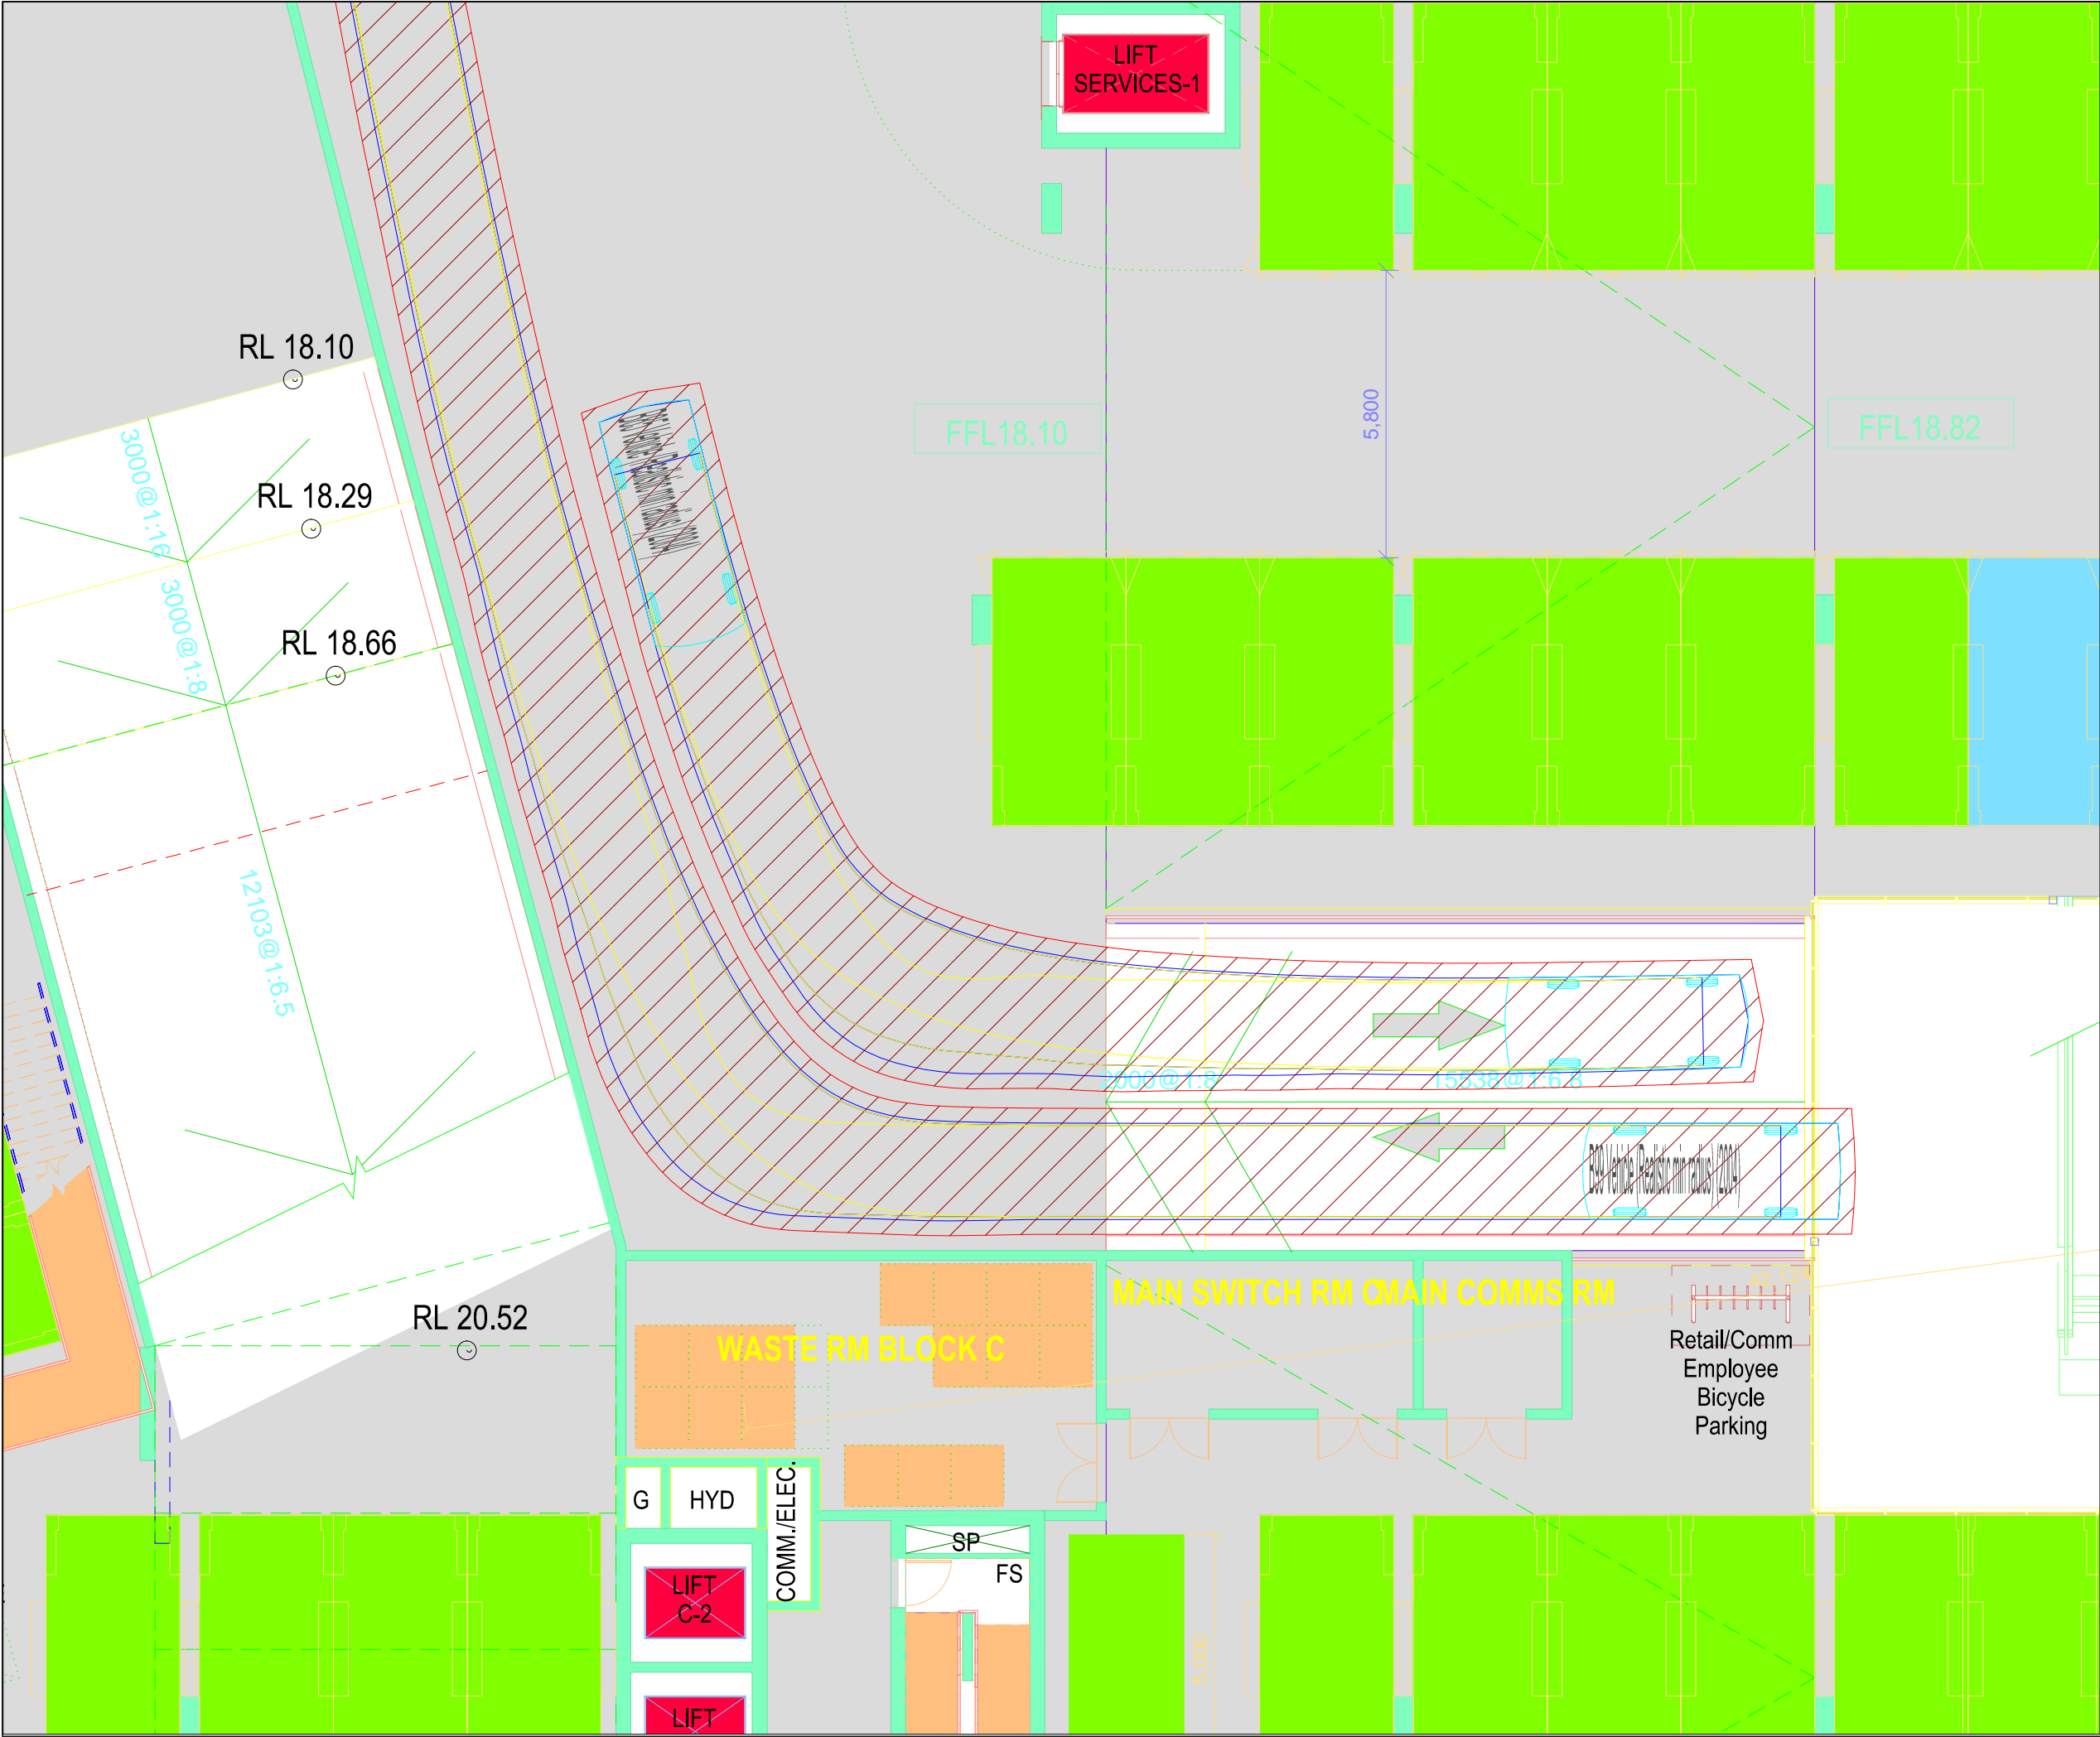 LIFT
SERVICES-1
RL 18.10
5,800
FFL18.10
FFL18.82
3000@1:16
RL 18.29
3000@1:8
RL 18.66
12103@1:6.5
2000@1:8
15538@1:6.8
B99 Vehicle (Realistic min radius) (2004)
MAIN SWITCH RM C
MAIN COMMS RM
RL 20.52
WASTE RM BLOCK C
Retail/Comm
Employee
Bicycle
Parking
G
HYD
COMM./ELEC.
SP
FS
LIFT
C-2
5,000
LIFT